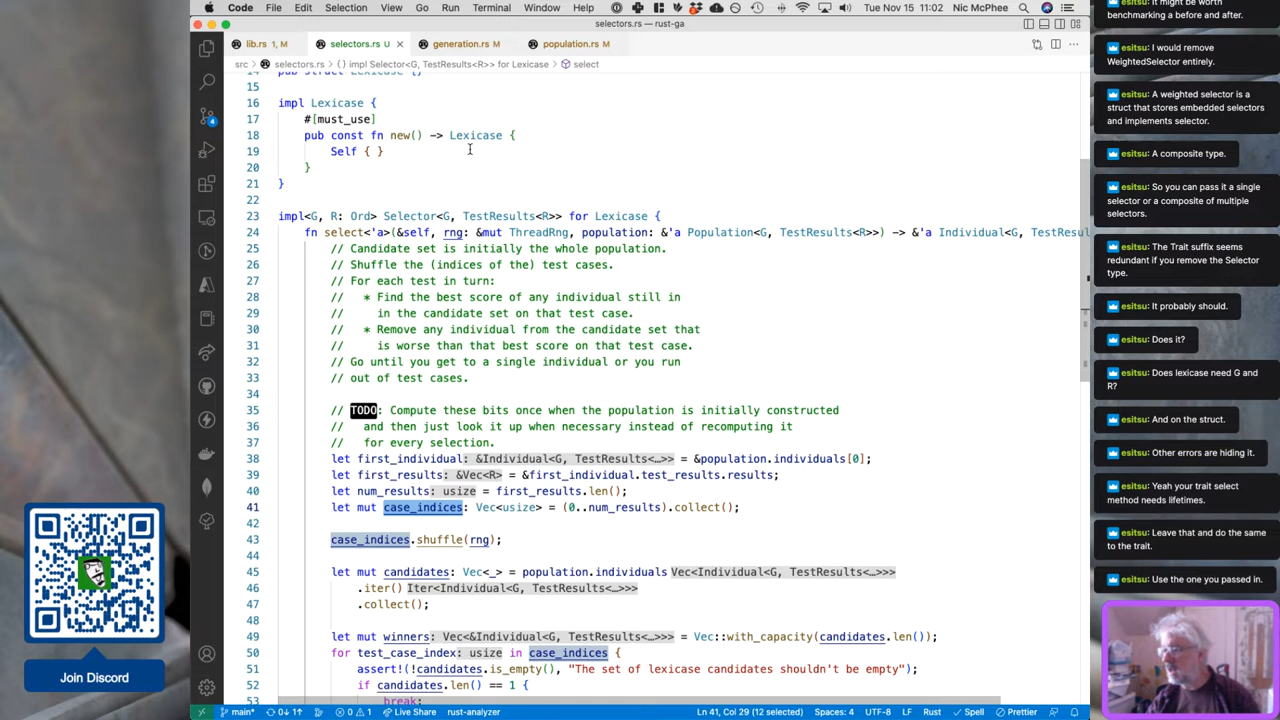 Code File Edit Selection View Go Run Terminal Window Help Tue Nov 15 11:02 Nic McPhee
selectors.rs — rust-ga
lib.rs 1, M
selectors.rs U
generation.rs M
population.rs M
src > selectors.rs > {} impl Selector<G, TestResults<R>> for Lexicase > select
14 pub struct Lexicase {}
15
16 impl Lexicase {
17 #[must_use]
18 pub const fn new() -> Lexicase {
19 Self { }
20 }
21 }
22
23 impl<G, R: Ord> Selector<G, TestResults<R>> for Lexicase {
24 fn select<'a>(&self, rng: &mut ThreadRng, population: &'a Population<G, TestResults<R>>) -> &'a Individual<G, TestResul
25 // Candidate set is initially the whole population.
26 // Shuffle the (indices of the) test cases.
27 // For each test in turn:
28 // * Find the best score of any individual still in
29 // in the candidate set on that test case.
30 // * Remove any individual from the candidate set that
31 // is worse than that best score on that test case.
32 // Go until you get to a single individual or you run
33 // out of test cases.
34
35 // TODO: Compute these bits once when the population is initially constructed
36 // and then just look it up when necessary instead of recomputing it
37 // for every selection.
38 let first_individual: &Individual<G, TestResults<…>> = &population.individuals[0];
39 let first_results: &Vec<R> = &first_individual.test_results.results;
40 let num_results: usize = first_results.len();
41 let mut case_indices: Vec<usize> = (0..num_results).collect();
42
43 case_indices.shuffle(rng);
44
45 let mut candidates: Vec<_> = population.individuals Vec<Individual<G, TestResults<…>>>
46 .iter() Iter<Individual<G, TestResults<…>>>
47 .collect();
48
49 let mut winners: Vec<&Individual<G, TestResults<…>>> = Vec::with_capacity(candidates.len());
50 for test_case_index: usize in case_indices {
51 assert!(!candidates.is_empty(), "The set of lexicase candidates shouldn't be empty");
52 if candidates.len() == 1 {
53 break;
4
main* 0↓ 1↑ 0 1 Live Share rust-analyzer Ln 41, Col 29 (12 selected) Spaces: 4 UTF-8 LF Rust Spell Prettier
Join Discord
esitsu: It might be worth
benchmarking a before and after.
esitsu: I would remove
WeightedSelector entirely.
esitsu: A weighted selector is a
struct that stores embedded selectors
and implements selector.
esitsu: A composite type.
esitsu: So you can pass it a single
selector or a composite of multiple
selectors.
esitsu: The Trait suffix seems
redundant if you remove the Selector
type.
esitsu: It probably should.
esitsu: Does it?
esitsu: Does lexicase need G and
R?
esitsu: And on the struct.
esitsu: Other errors are hiding it.
esitsu: Yeah your trait select
method needs lifetimes.
esitsu: Leave that and do the same
to the trait.
esitsu: Use the one you passed in.